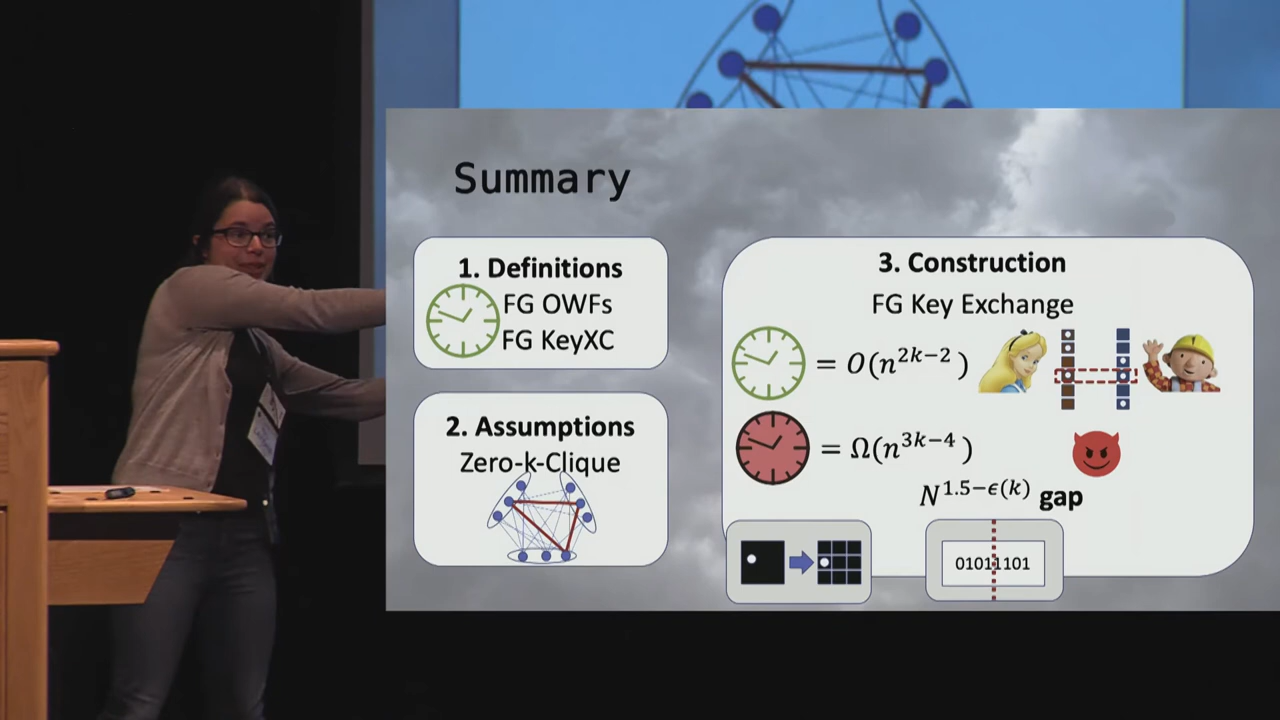 Summary
1. Definitions
FG OWFs
FG KeyXC
2. Assumptions
Zero-k-Clique
3. Construction
FG Key Exchange
= O(n^{2k−2})
= Ω(n^{3k−4})
N^{1.5−ϵ(k)} gap
01011101